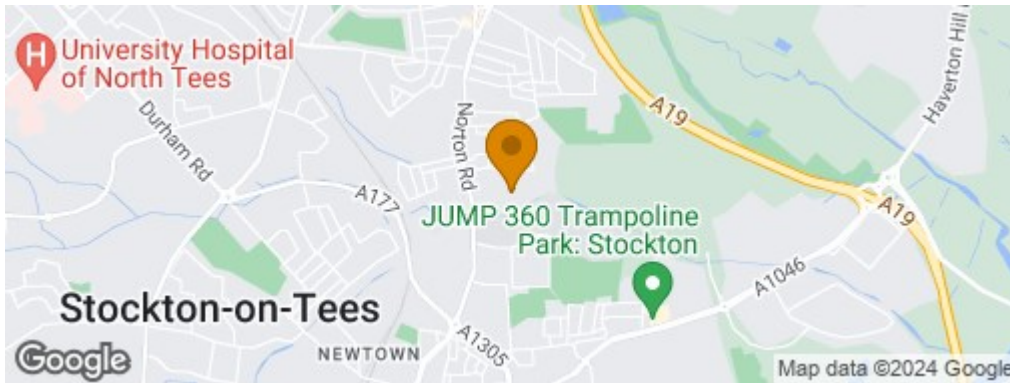 H
University Hospital
of North Tees
Durham Rd
A177
Norton Rd
A19
Haverton Hill
A19
JUMP 360 Trampoline
Park: Stockton
A1046
Stockton-on-Tees
NEWTOWN
A1305
Google
Map data ©2024 Google